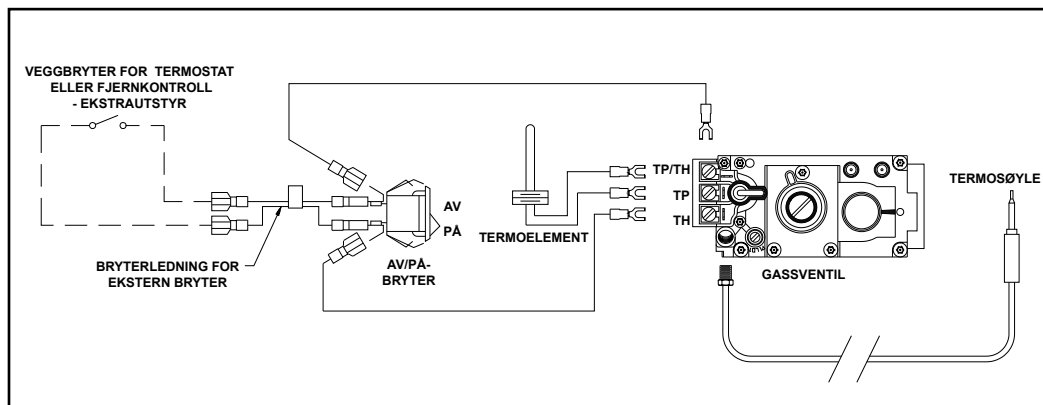 VEGGBRYTER FOR TERMOSTAT
ELLER FJERNKONTROLL
- EKSTRAUTSTYR
BRYTERLEDNING FOR
EKSTERN BRYTER
AV
PÅ
AV/PÅ-
BRYTER
TERMOELEMENT
TP/TH
TP
TH
GASSVENTIL
TERMOSØYLE